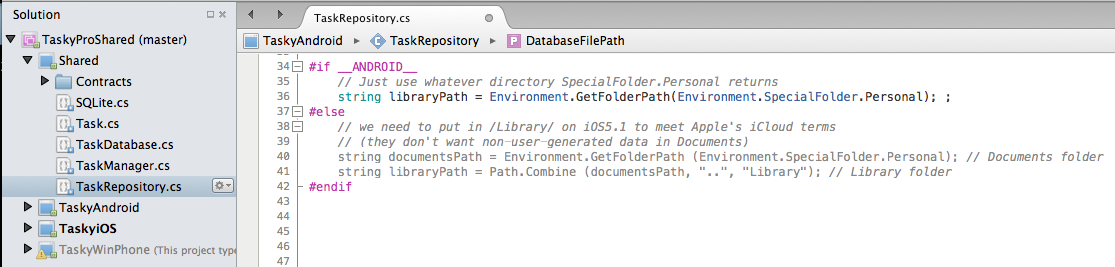 Solution
TaskRepository.cs
TaskyProShared (master)
TaskyAndroid
TaskRepository
DatabaseFilePath
Shared
Contracts
SQLite.cs
Task.cs
TaskDatabase.cs
TaskManager.cs
TaskRepository.cs
TaskyAndroid
TaskyiOS
TaskyWinPhone (This project type
34 #if __ANDROID__
35 // Just use whatever directory SpecialFolder.Personal returns
36 string libraryPath = Environment.GetFolderPath(Environment.SpecialFolder.Personal); ;
37 #else
38 // we need to put in /Library/ on iOS5.1 to meet Apple's iCloud terms
39 // (they don't want non-user-generated data in Documents)
40 string documentsPath = Environment.GetFolderPath (Environment.SpecialFolder.Personal); // Documents folder
41 string libraryPath = Path.Combine (documentsPath, "..", "Library"); // Library folder
42 #endif
43
44
45
46
47